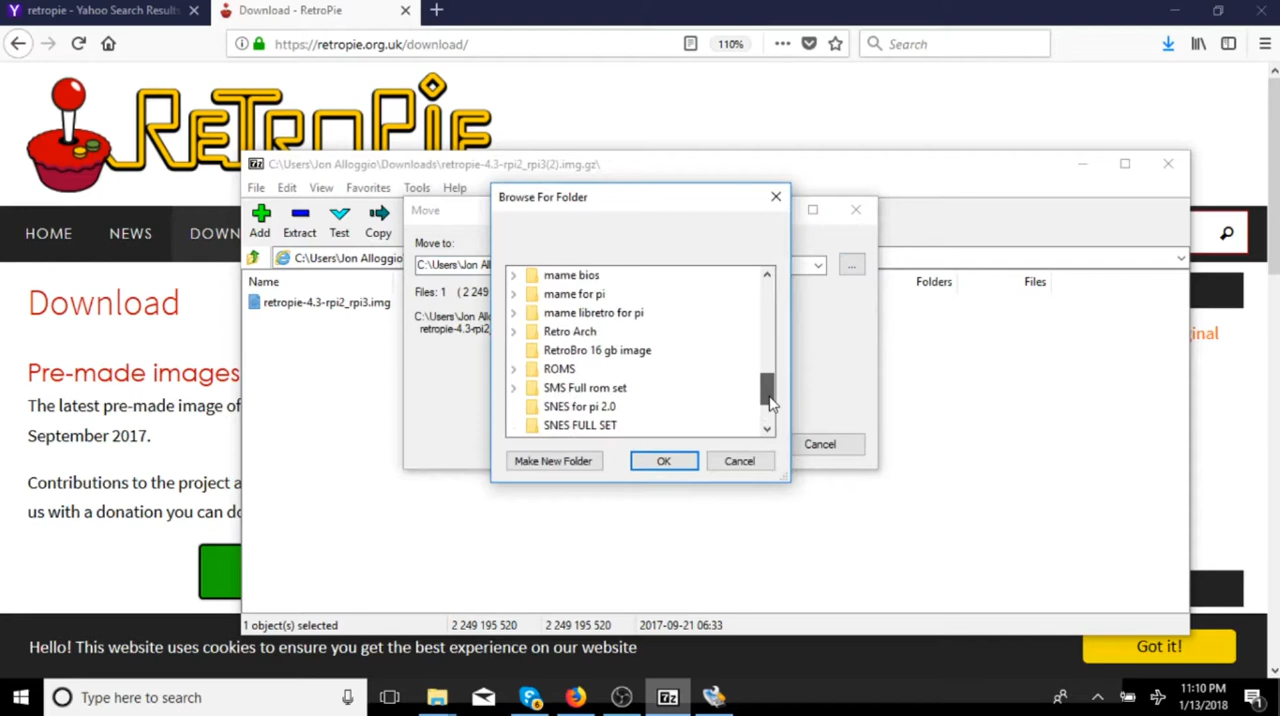 retropie - Yahoo Search Results
Download - RetroPie
https://retropie.org.uk/download/
110%
Search
RetroPie
C:\Users\Jon Alloggio\Downloads\retropie-4.3-rpi2_rpi3(2).img.gz\
File Edit View Favorites Tools Help
Add Extract Test Copy
C:\Users\Jon Alloggio
Name Folders Files
retropie-4.3-rpi2_rpi3.img
Move
Move to:
C:\Users\Jon Al
...
Files: 1 ( 2 249
C:\Users\Jon Allog
retropie-4.3-rpi2
Cancel
Browse For Folder
mame bios
mame for pi
mame libretro for pi
Retro Arch
RetroBro 16 gb image
ROMS
SMS Full rom set
SNES for pi 2.0
SNES FULL SET
Make New Folder OK Cancel
HOME NEWS DOWN
Download
Pre-made images
The latest pre-made image of
September 2017.
Contributions to the project a
us with a donation you can do
ginal
1 object(s) selected 2 249 195 520 2 249 195 520 2017-09-21 06:33
Hello! This website uses cookies to ensure you get the best experience on our website
Got it!
Type here to search
6
7z
11:10 PM
1/13/2018
1